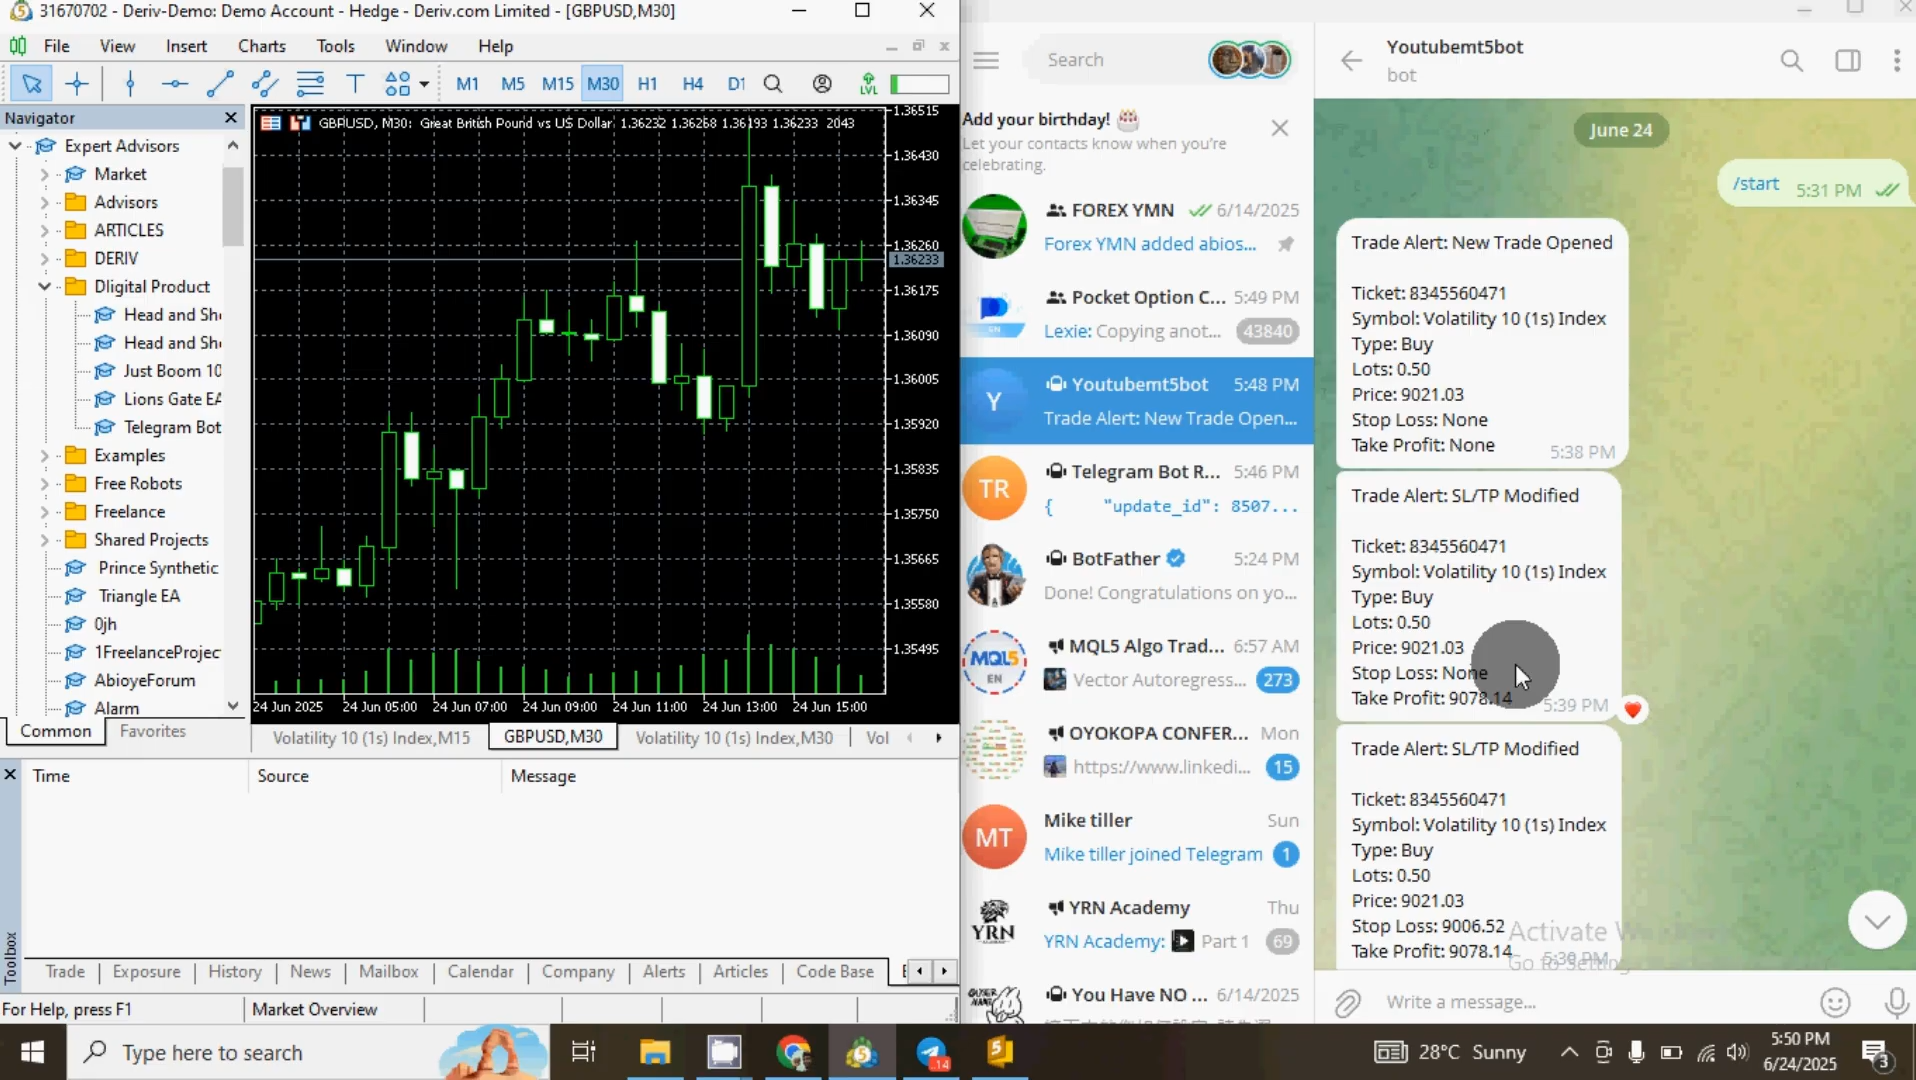 31670702 - Deriv-Demo: Demo Account - Hedge - Deriv.com Limited - [GBPUSD,M30]
File View Insert Charts Tools Window Help
M1 M5 M15 M30 H1 H4 D1
LVL
Navigator
Expert Advisors
Market
Advisors
ARTICLES
DERIV
DIigital Product
Head and Sh
Head and Sh
Just Boom 10
Lions Gate EA
Telegram Bot
Examples
Free Robots
Freelance
Shared Projects
Prince Synthetic
Triangle EA
0jh
1FreelanceProjec
AbioyeForum
Alarm
Common Favorites
GBPUSD, M30: Great British Pound vs US Dollar 1.36232 1.36268 1.36193 1.36233 2043
1.36515
1.36430
1.36345
1.36260
1.36233
1.36175
1.36090
1.36005
1.35920
1.35835
1.35750
1.35665
1.35580
1.35495
24 Jun 2025 24 Jun 05:00 24 Jun 07:00 24 Jun 09:00 24 Jun 11:00 24 Jun 13:00 24 Jun 15:00
Volatility 10 (1s) Index,M15 GBPUSD,M30 Volatility 10 (1s) Index,M30 Vol
Time Source Message
Toolbox
Trade Exposure History News Mailbox Calendar Company Alerts Articles Code Base
For Help, press F1 Market Overview
Search
Add your birthday! 🎂
Let your contacts know when you're
celebrating.
FOREX YMN 6/14/2025
Forex YMN added abios...
Pocket Option C... 5:49 PM
Lexie: Copying anot... 43840
Y Youtubemt5bot 5:48 PM
Trade Alert: New Trade Open...
TR Telegram Bot R... 5:46 PM
{ "update_id": 8507...
BotFather 5:24 PM
Done! Congratulations on yo...
MQL5 EN
MQL5 Algo Trad... 6:57 AM
Vector Autoregress... 273
OYOKOPA CONFER... Mon
https://www.linkedi... 15
MT Mike tiller Sun
Mike tiller joined Telegram 1
YRN
YRN Academy Thu
YRN Academy: Part 1 69
You Have NO ... 6/14/2025
Youtubemt5bot
bot
June 24
/start 5:31 PM
Trade Alert: New Trade Opened
Ticket: 8345560471
Symbol: Volatility 10 (1s) Index
Type: Buy
Lots: 0.50
Price: 9021.03
Stop Loss: None
Take Profit: None 5:38 PM
Trade Alert: SL/TP Modified
Ticket: 8345560471
Symbol: Volatility 10 (1s) Index
Type: Buy
Lots: 0.50
Price: 9021.03
Stop Loss: None
Take Profit: 9078.14 5:39 PM
Trade Alert: SL/TP Modified
Ticket: 8345560471
Symbol: Volatility 10 (1s) Index
Type: Buy
Lots: 0.50
Price: 9021.03
Stop Loss: 9006.52
Take Profit: 9078.14 5:39 PM
Activate
Go to Setting
Write a message...
Type here to search
14
28°C Sunny
5:50 PM
6/24/2025
3